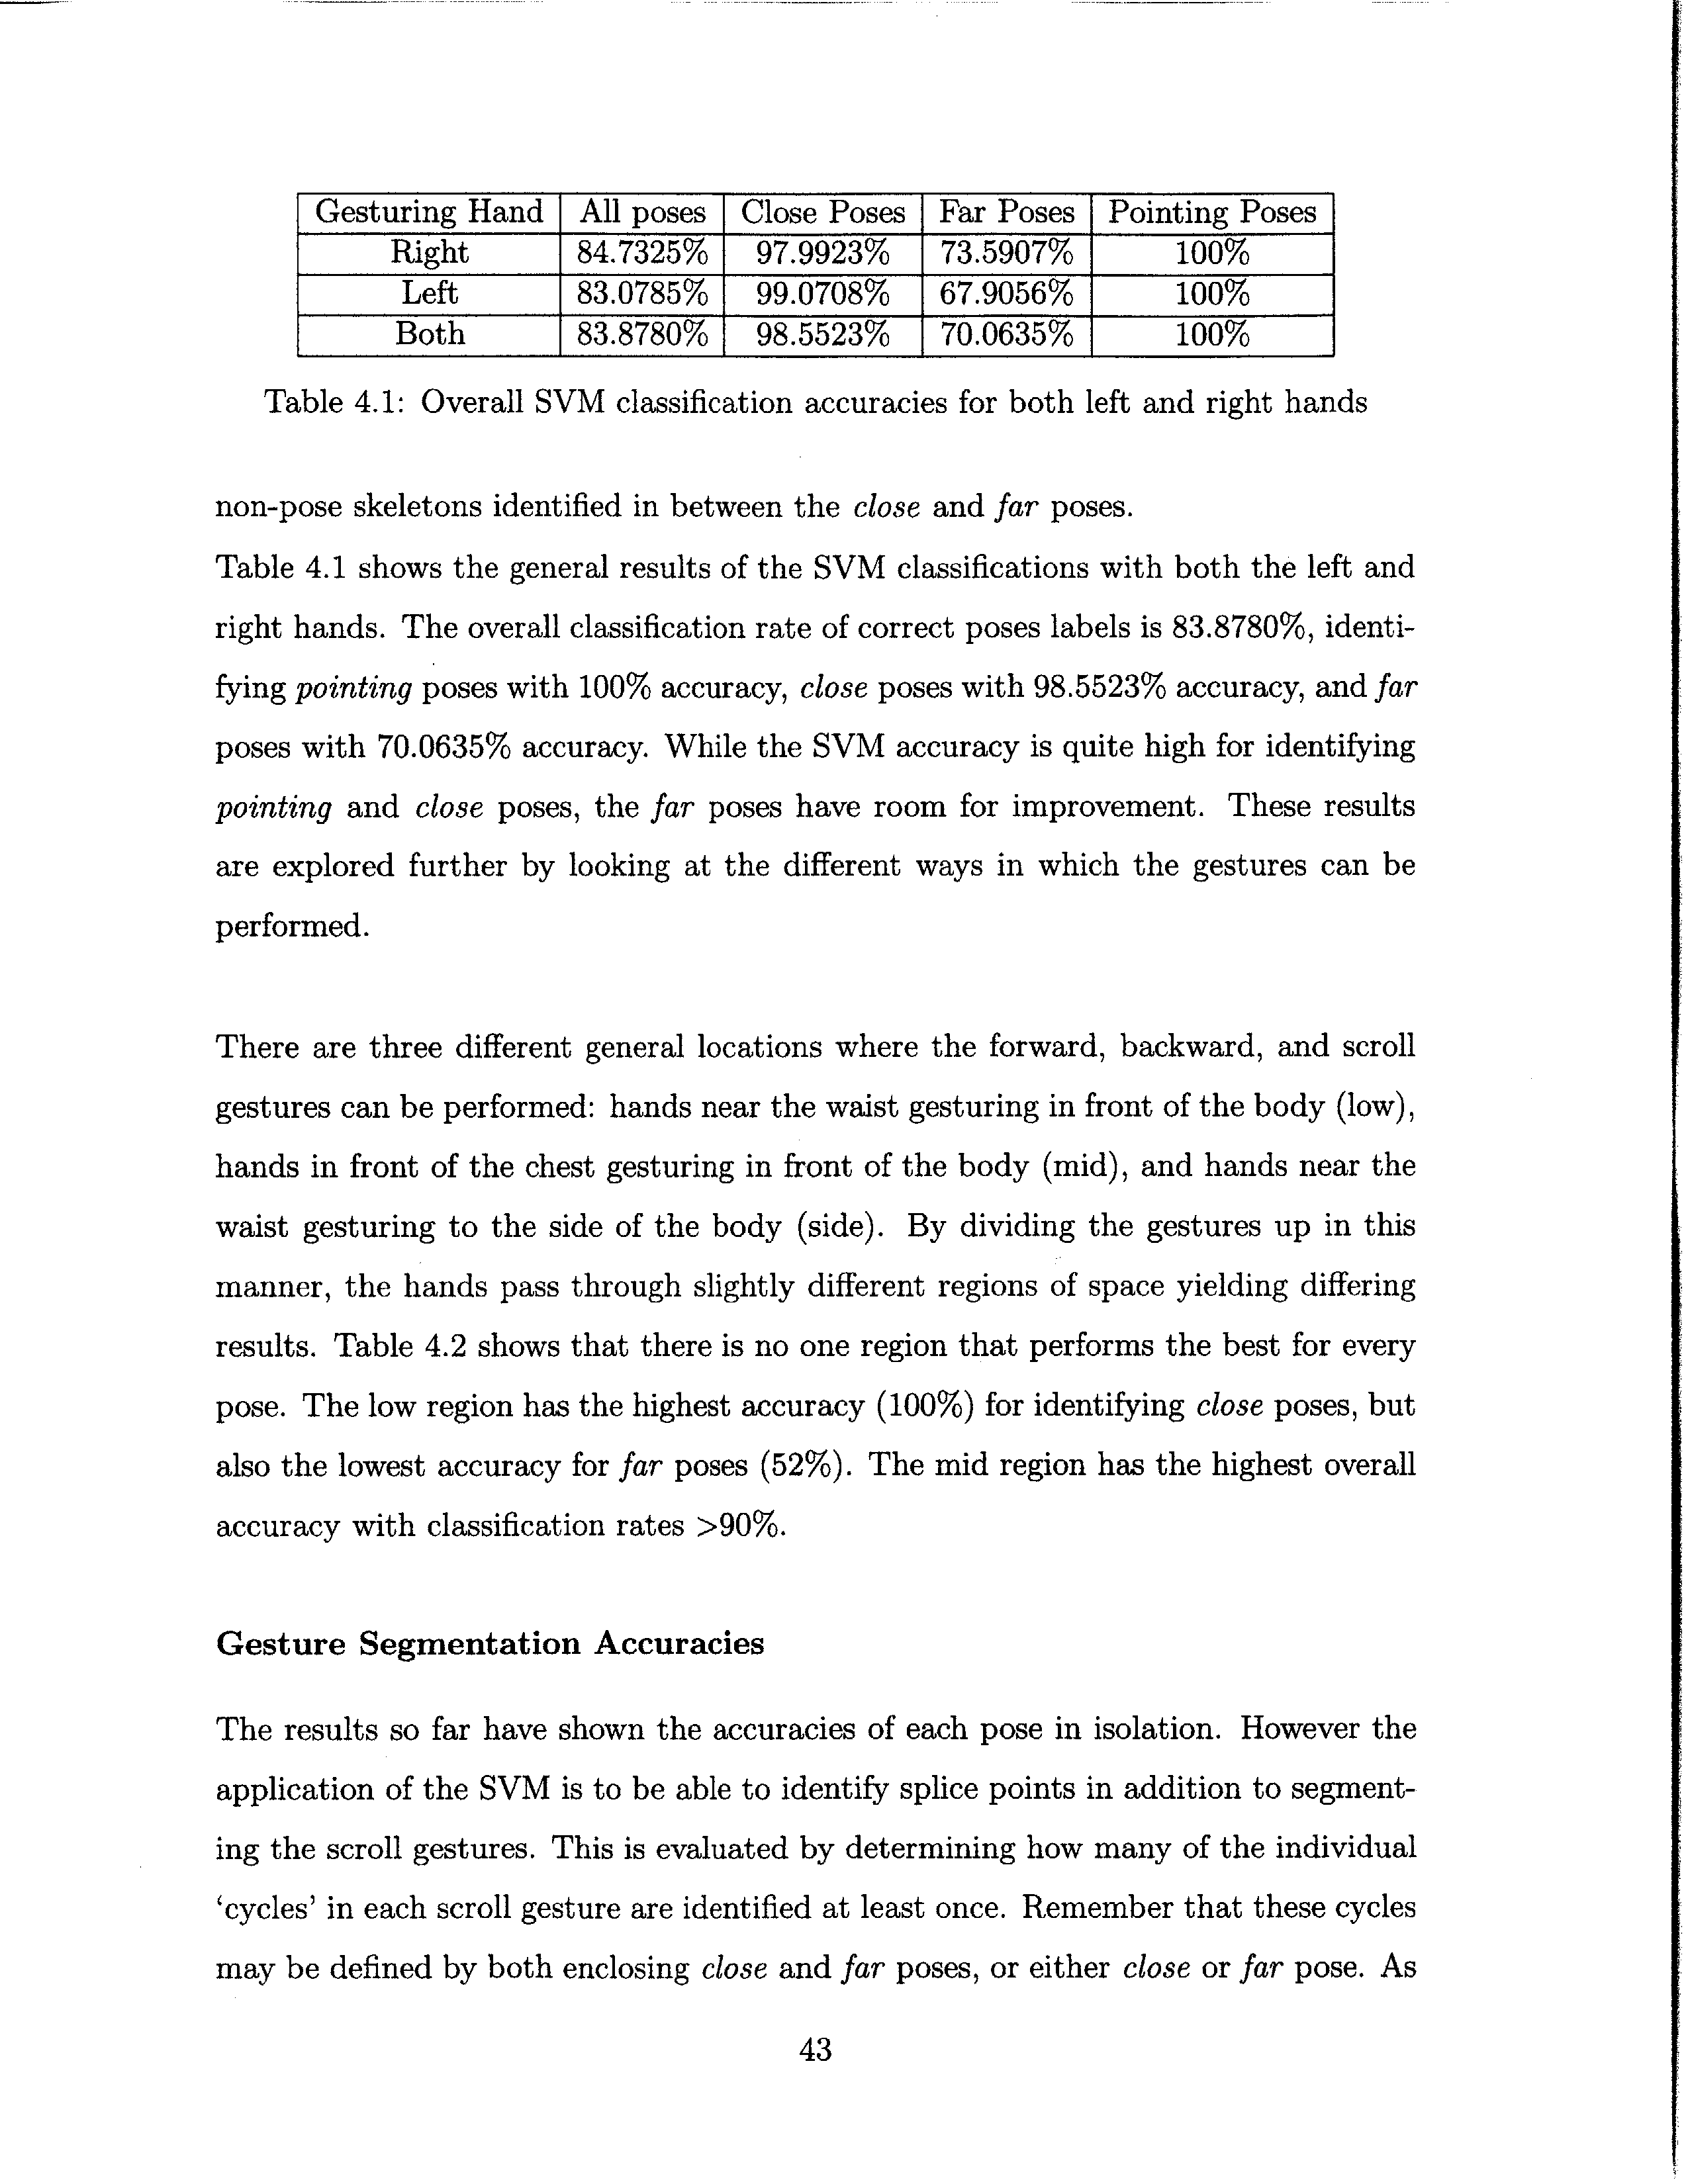 Gesturing Hand All poses Close Poses Far Poses Pointing Poses
Right 84.7325% 97.9923% 73.5907% 100%
Left 83.0785% 99.0708% 67.9056% 100%
Both 83.8780% 98.5523% 70.0635% 100%
Table 4.1: Overall SVM classification accuracies for both left and right hands
non-pose skeletons identified in between the close and far poses.
Table 4.1 shows the general results of the SVM classifications with both the left and
right hands. The overall classification rate of correct poses labels is 83.8780%, identi-
fying pointing poses with 100% accuracy, close poses with 98.5523% accuracy, and far
poses with 70.0635% accuracy. While the SVM accuracy is quite high for identifying
pointing and close poses, the far poses have room for improvement. These results
are explored further by looking at the different ways in which the gestures can be
performed.
There are three different general locations where the forward, backward, and scroll
gestures can be performed: hands near the waist gesturing in front of the body (low),
hands in front of the chest gesturing in front of the body (mid), and hands near the
waist gesturing to the side of the body (side). By dividing the gestures up in this
manner, the hands pass through slightly different regions of space yielding differing
results. Table 4.2 shows that there is no one region that performs the best for every
pose. The low region has the highest accuracy (100%) for identifying close poses, but
also the lowest accuracy for far poses (52%). The mid region has the highest overall
accuracy with classification rates >90%.
Gesture Segmentation Accuracies
The results so far have shown the accuracies of each pose in isolation. However the
application of the SVM is to be able to identify splice points in addition to segment-
ing the scroll gestures. This is evaluated by determining how many of the individual
‘cycles’ in each scroll gesture are identified at least once. Remember that these cycles
may be defined by both enclosing close and far poses, or either close or far pose. As
43